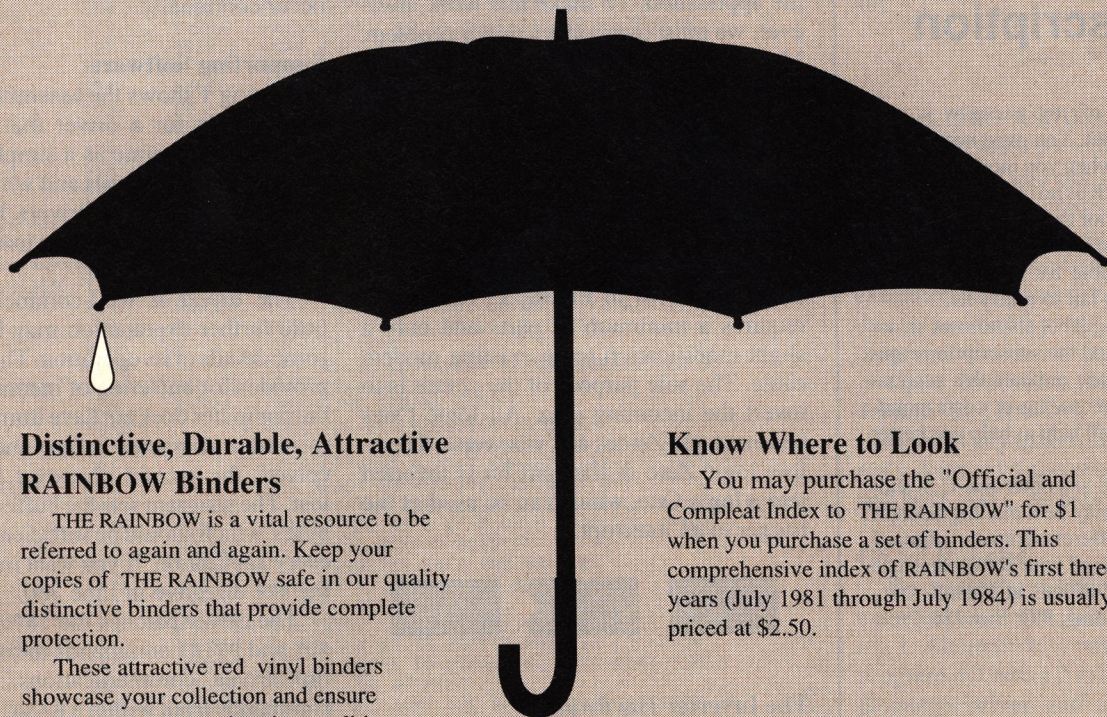 Distinctive, Durable, Attractive
RAINBOW Binders
THE RAINBOW is a vital resource to be
referred to again and again. Keep your
copies of THE RAINBOW safe in our quality
distinctive binders that provide complete
protection.
These attractive red vinyl binders
showcase your collection and ensure
Know Where to Look
You may purchase the "Official and
Compleat Index to THE RAINBOW" for $1
when you purchase a set of binders. This
comprehensive index of RAINBOW's first thre
years (July 1981 through July 1984) is usually
priced at $2.50.